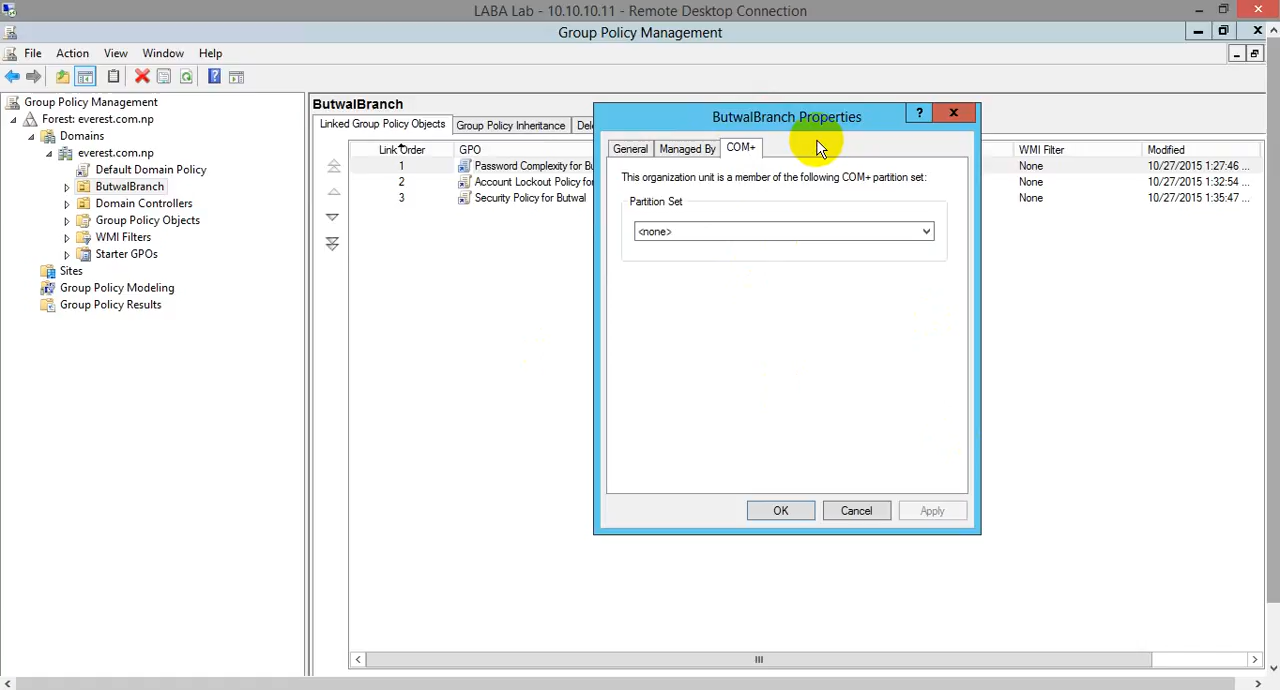 LABA Lab - 10.10.10.11 - Remote Desktop Connection
Group Policy Management
File Action View Window Help
Group Policy Management
Forest: everest.com.np
Domains
everest.com.np
Default Domain Policy
ButwalBranch
Domain Controllers
Group Policy Objects
WMI Filters
Starter GPOs
Sites
Group Policy Modeling
Group Policy Results
ButwalBranch
Linked Group Policy Objects Group Policy Inheritance Dele
Link Order GPO WMI Filter Modified
1 Password Complexity for Bu None 10/27/2015 1:27:46 ...
2 Account Lockout Policy for None 10/27/2015 1:32:54 ...
3 Security Policy for Butwal None 10/27/2015 1:35:47 ...
ButwalBranch Properties
General Managed By COM+
This organization unit is a member of the following COM+ partition set:
Partition Set
<none>
OK Cancel Apply